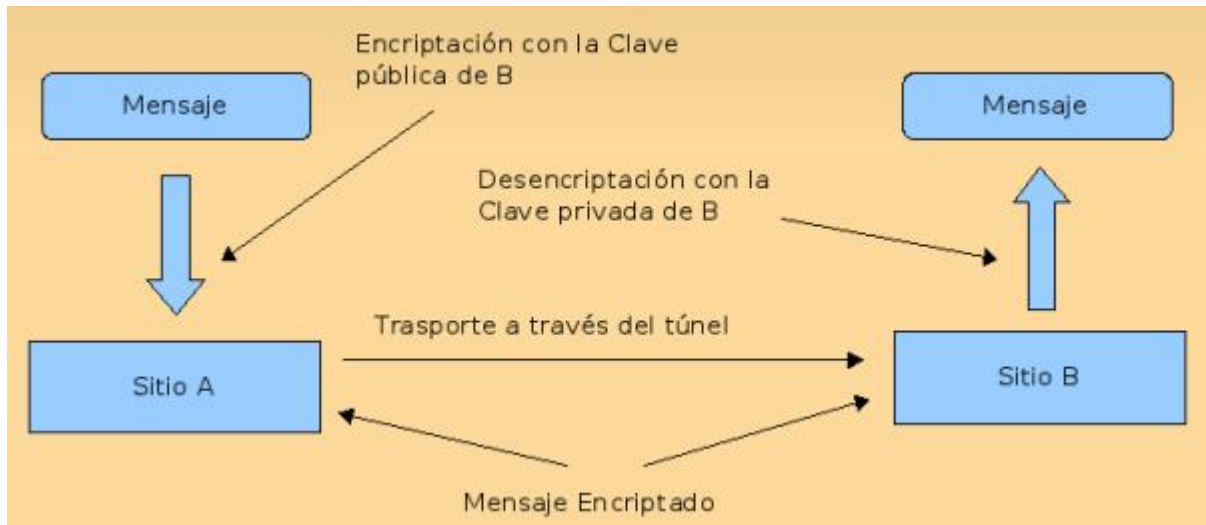 Encriptación con la Clave
pública de B
Mensaje
Mensaje
Desencriptación con la
Clave privada de B
Trasporte a través del túnel
Sitio A
Sitio B
Mensaje Encriptado